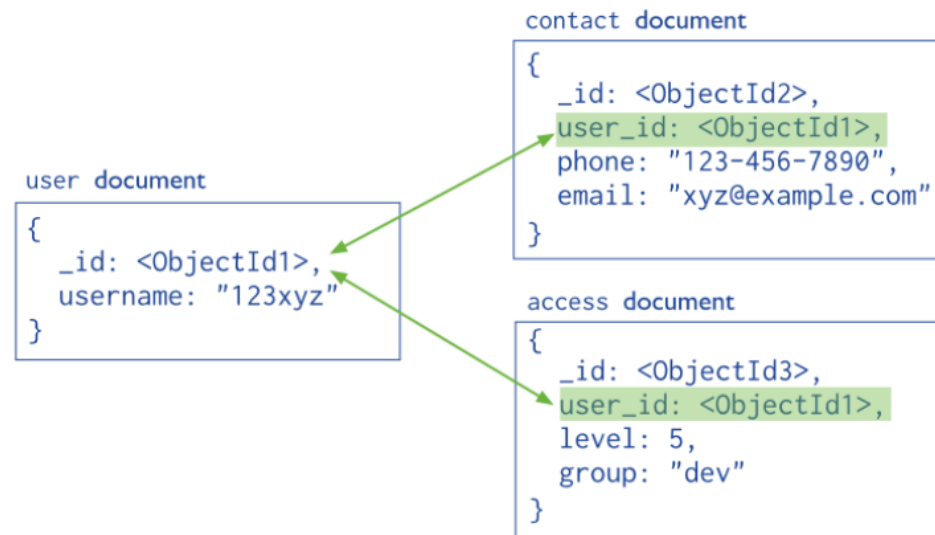 contact document
{
_id: <ObjectId2>,
user_id: <ObjectId1>,
phone: "123-456-7890",
email: "xyz@example.com"
}
user document
{
_id: <ObjectId1>,
username: "123xyz"
}
access document
{
_id: <ObjectId3>,
user_id: <ObjectId1>,
level: 5,
group: "dev"
}